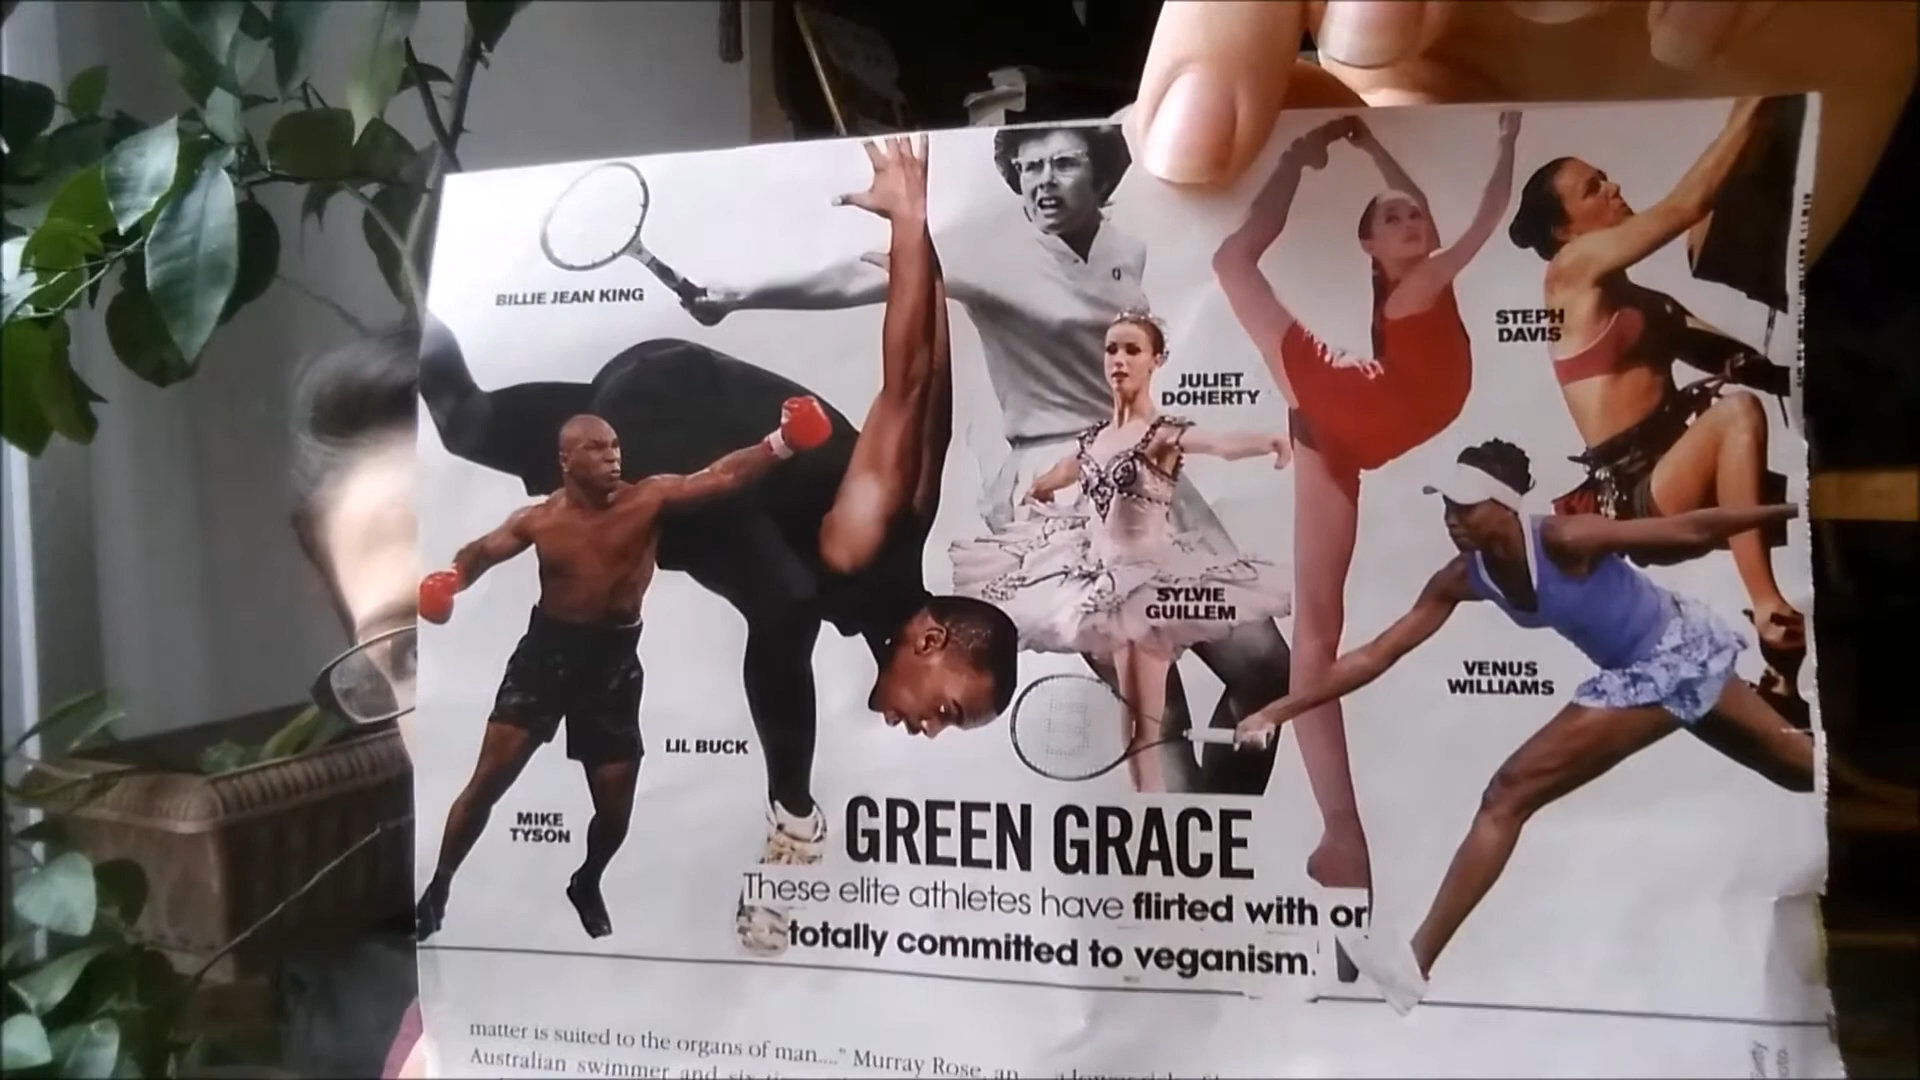 BILLIE JEAN KING
STEPH
DAVIS
JULIET
DOHERTY
SYLVIE
GUILLEM
VENUS
WILLIAMS
LIL BUCK
MIKE
TYSON
GREEN GRACE
These elite athletes have flirted with or
totally committed to veganism.
matter is suited to the organs of man...." Murray Rose, an
Australian swimmer and